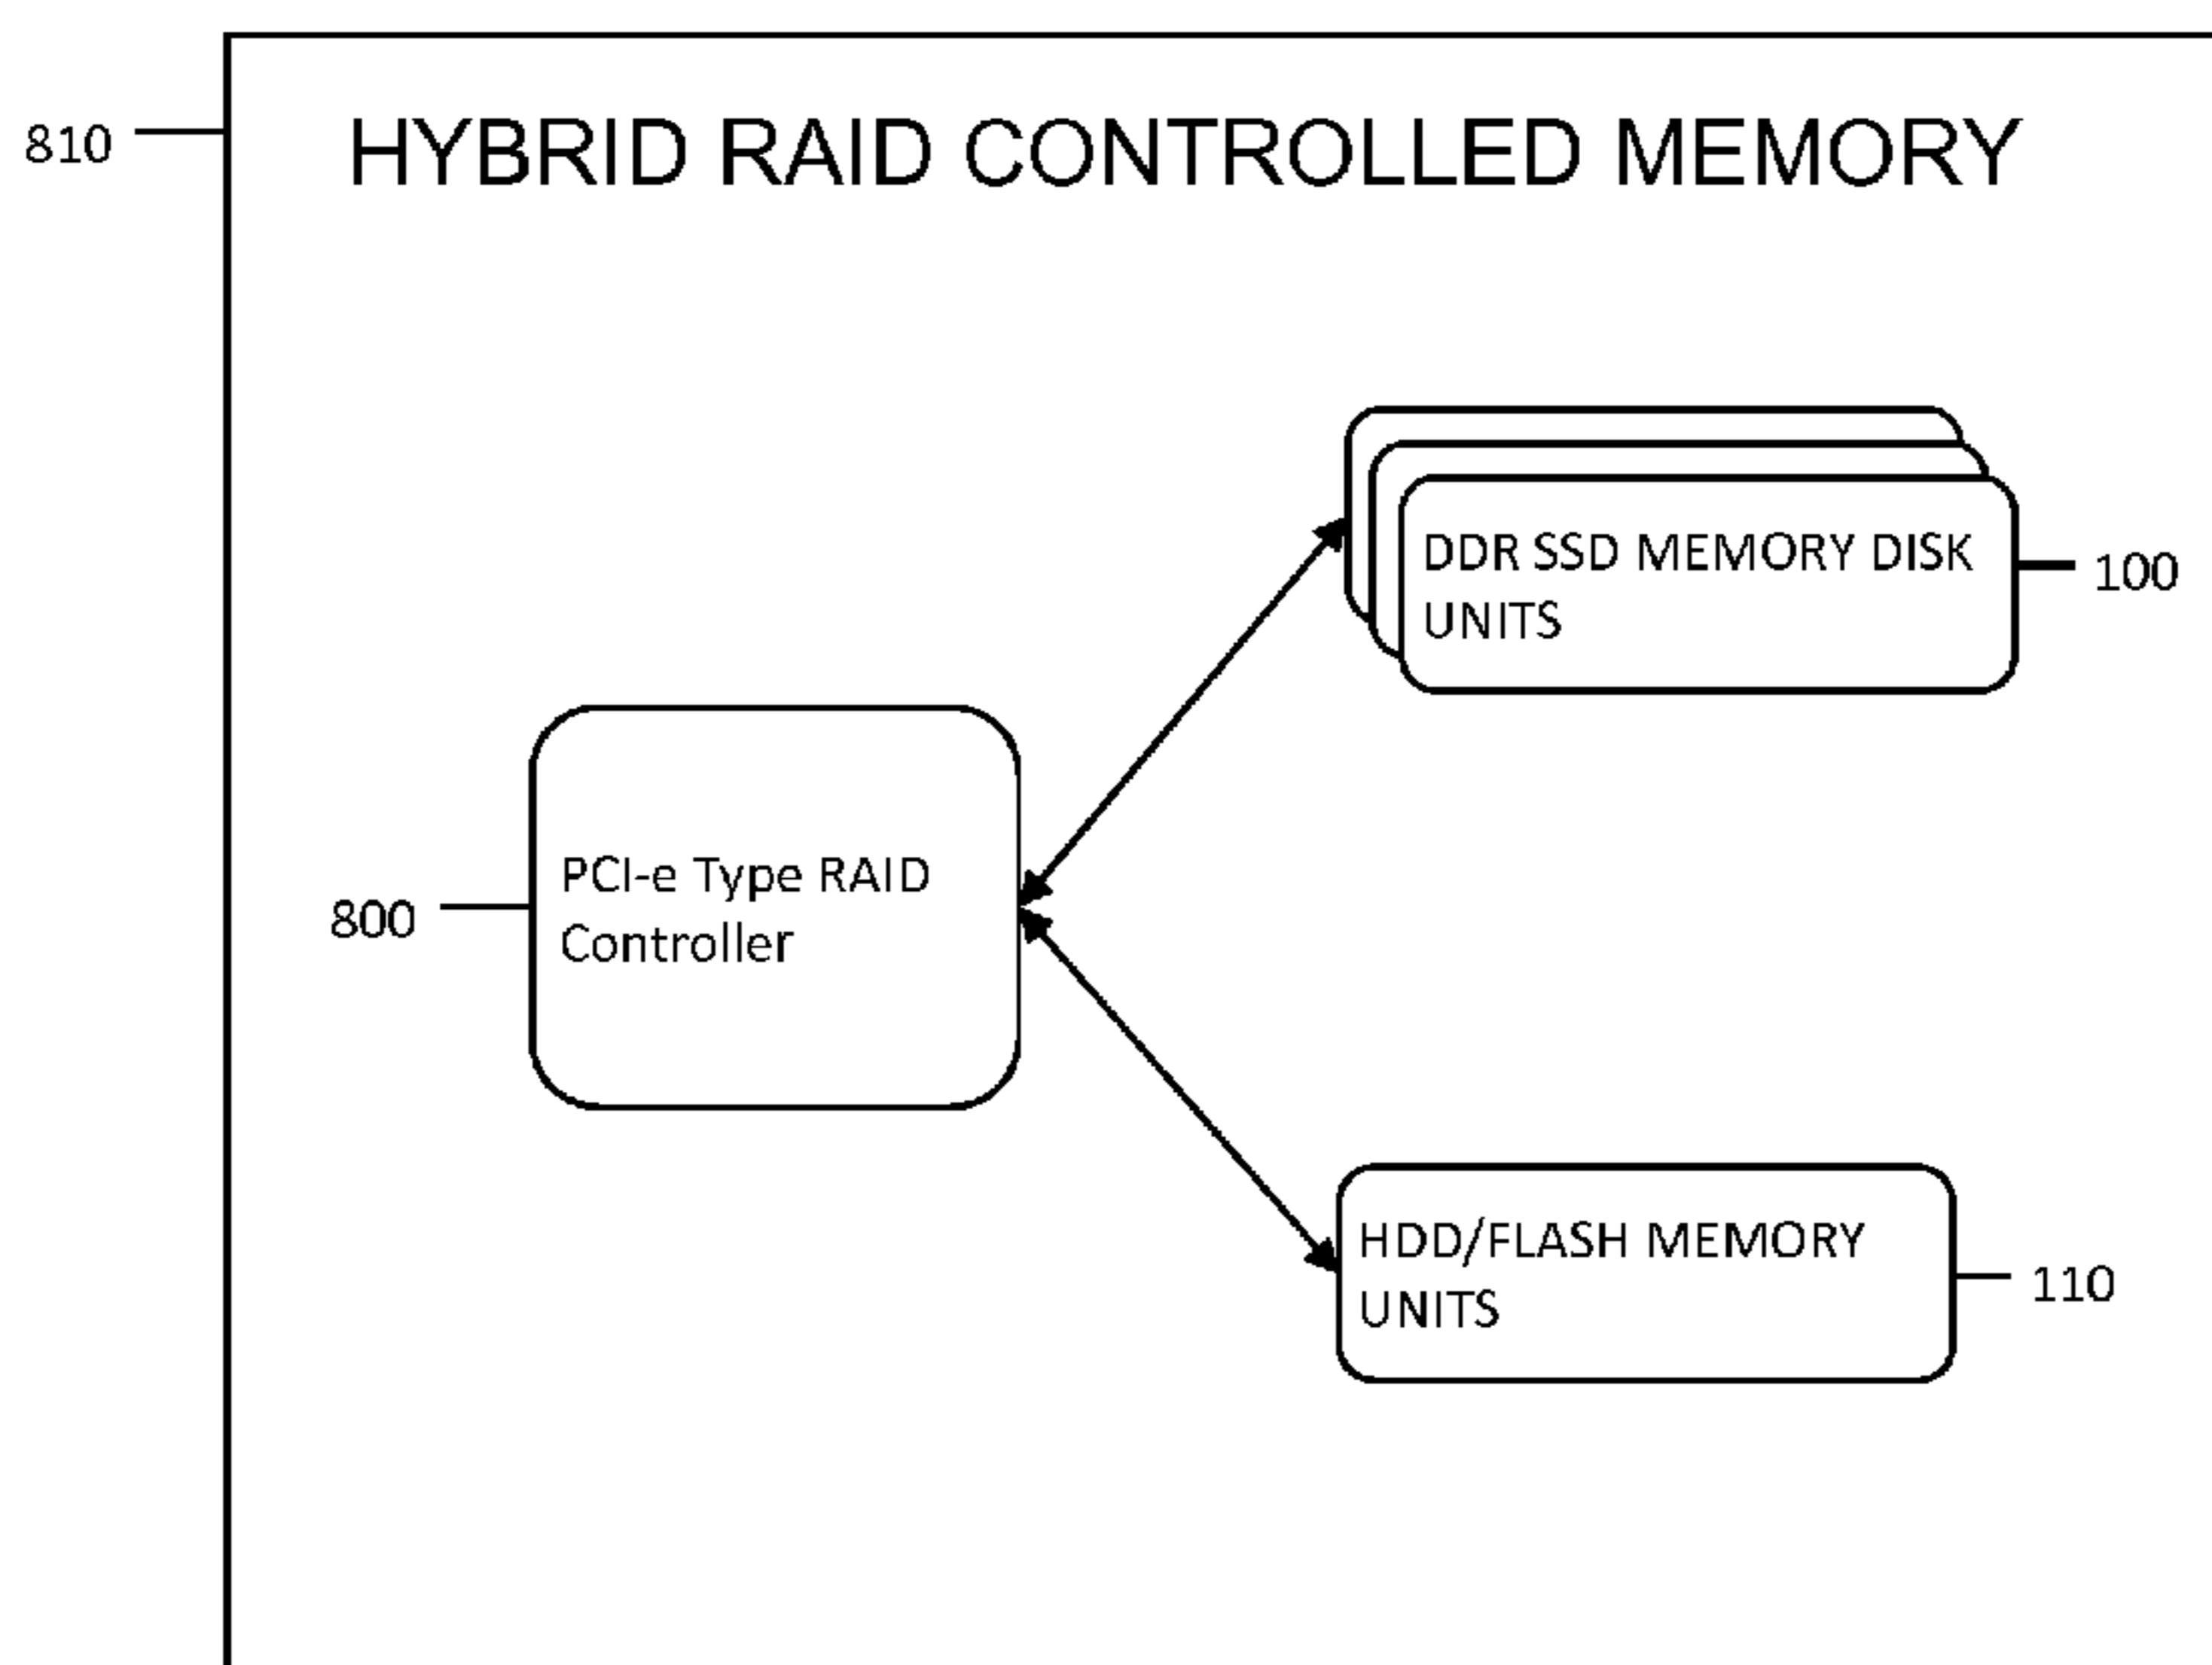 810
HYBRID RAID CONTROLLED MEMORY
DDR SSD MEMORY DISK
UNITS
100
PCI-e Type RAID
Controller
800
HDD/FLASH MEMORY
UNITS
110